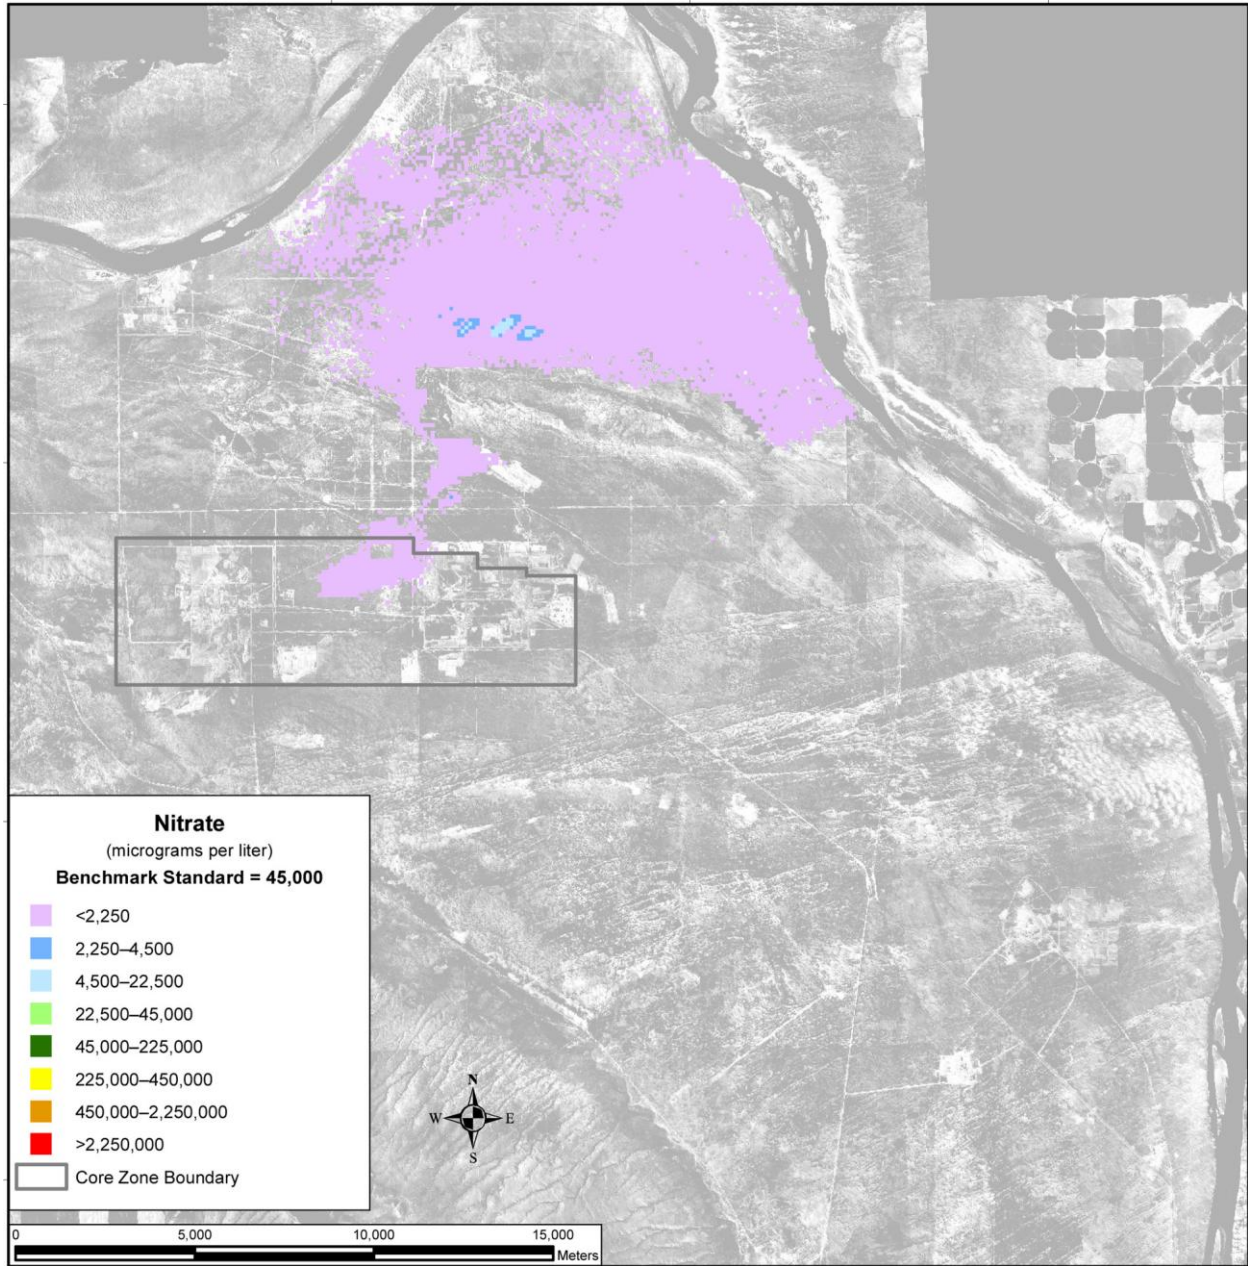 Nitrate
(micrograms per liter)
Benchmark Standard = 45,000
<2,250
2,250–4,500
4,500–22,500
22,500–45,000
45,000–225,000
225,000–450,000
450,000–2,250,000
>2,250,000
Core Zone Boundary
N
W E
S
0 5,000 10,000 15,000
Meters